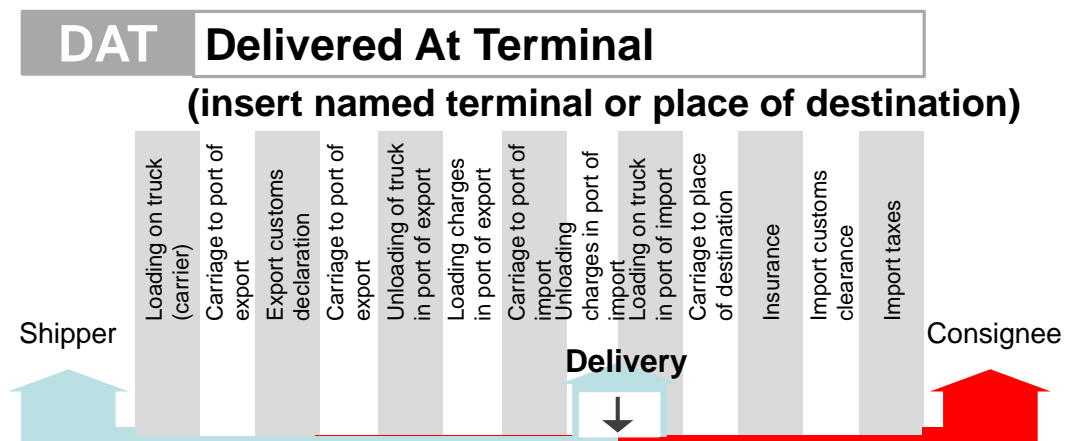 DAT
Delivered At Terminal
(insert named terminal or place of destination)
Loading on truck
(carrier)
Carriage to port of
export
Export customs
declaration
Carriage to port of
export
Unloading of truck
in port of export
Loading charges
in port of export
Carriage to port of
import
Unloading
charges in port of
import
Loading on truck
in port of import
Carriage to place
of destination
Insurance
Import customs
clearance
Import taxes
Shipper
Consignee
Delivery